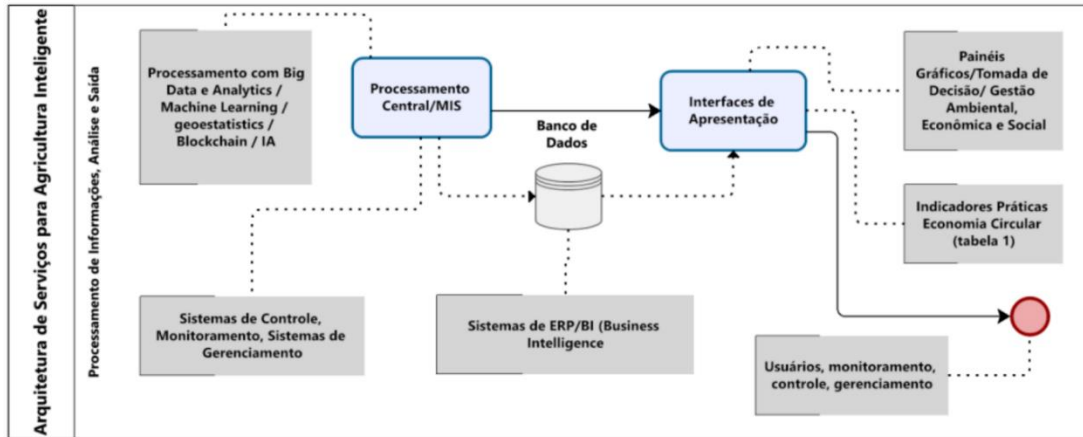 Arquitetura de Serviços para Agricultura Inteligente
Processamento de Informações, Análise e Saída
Processamento com Big
Data e Analytics /
Machine Learning /
geoestatistics /
Blockchain / IA
Processamento
Central/MIS
Banco de
Dados
Interfaces de
Apresentação
Painéis
Gráficos/Tomada de
Decisão/ Gestão
Ambiental,
Econômica e Social
Indicadores Práticas
Economia Circular
(tabela 1)
Sistemas de Controle,
Monitoramento, Sistemas de
Gerenciamento
Sistemas de ERP/BI (Business
Intelligence
Usuários, monitoramento,
controle, gerenciamento